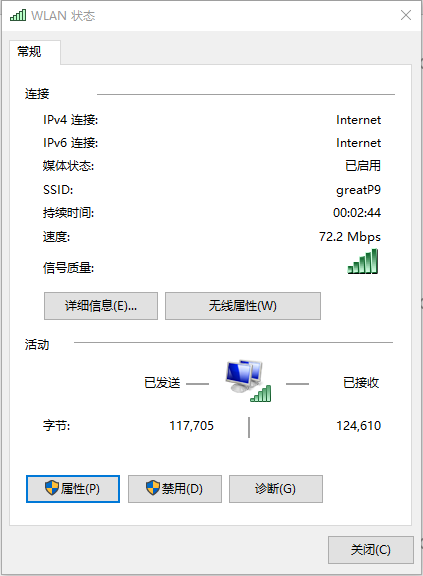 WLAN 状态
常规
连接
IPv4 连接: Internet
IPv6 连接: Internet
媒体状态: 已启用
SSID: greatP9
持续时间: 00:02:44
速度: 72.2 Mbps
信号质量:
详细信息(E)... 无线属性(W)
活动
已发送 已接收
字节: 117,705 124,610
属性(P) 禁用(D) 诊断(G)
关闭(C)